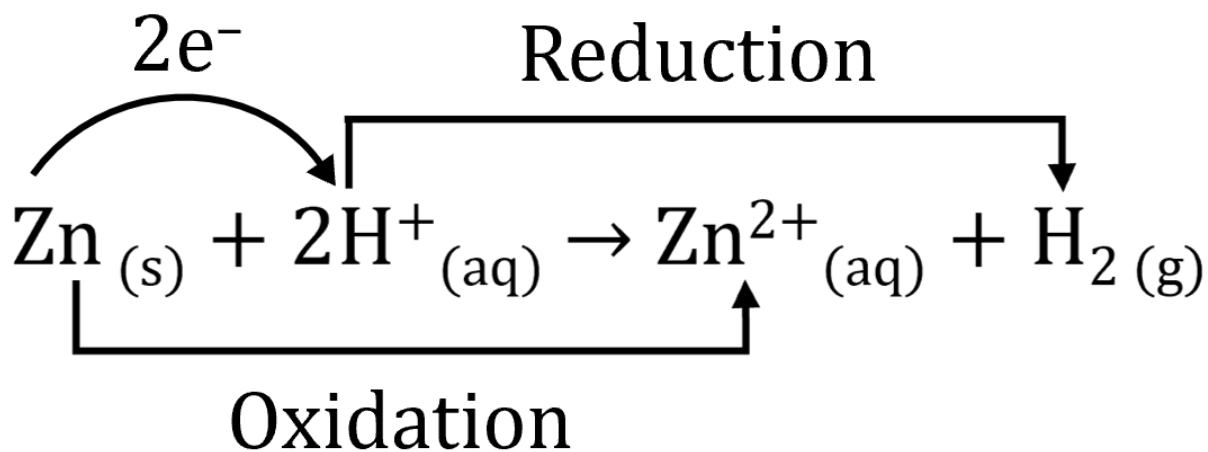 2e⁻
Reduction
Zn (s) + 2H⁺ (aq) → Zn²⁺ (aq) + H₂ (g)
Oxidation